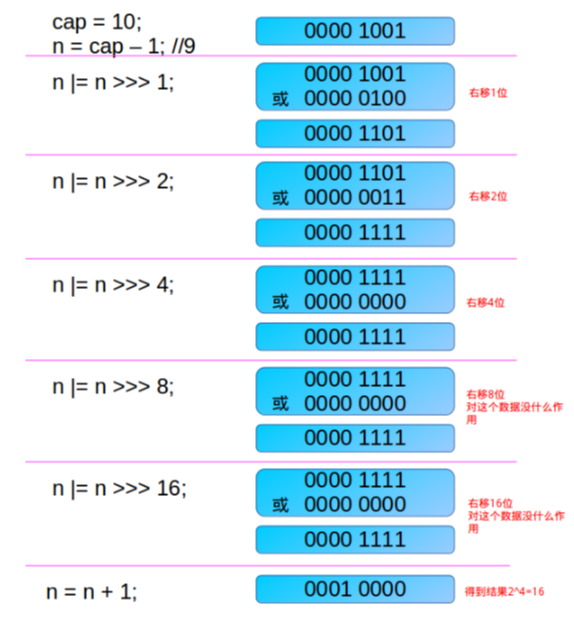 cap = 10;
n = cap – 1; //9
0000 1001
n |= n >>> 1;
0000 1001
或 0000 0100
右移1位
0000 1101
n |= n >>> 2;
0000 1101
或 0000 0011
右移2位
0000 1111
n |= n >>> 4;
0000 1111
或 0000 0000
右移4位
0000 1111
n |= n >>> 8;
0000 1111
或 0000 0000
右移8位
对这个数据没什么作
用
0000 1111
n |= n >>> 16;
0000 1111
或 0000 0000
右移16位
对这个数据没什么作
用
0000 1111
n = n + 1;
0001 0000
得到结果2^4=16